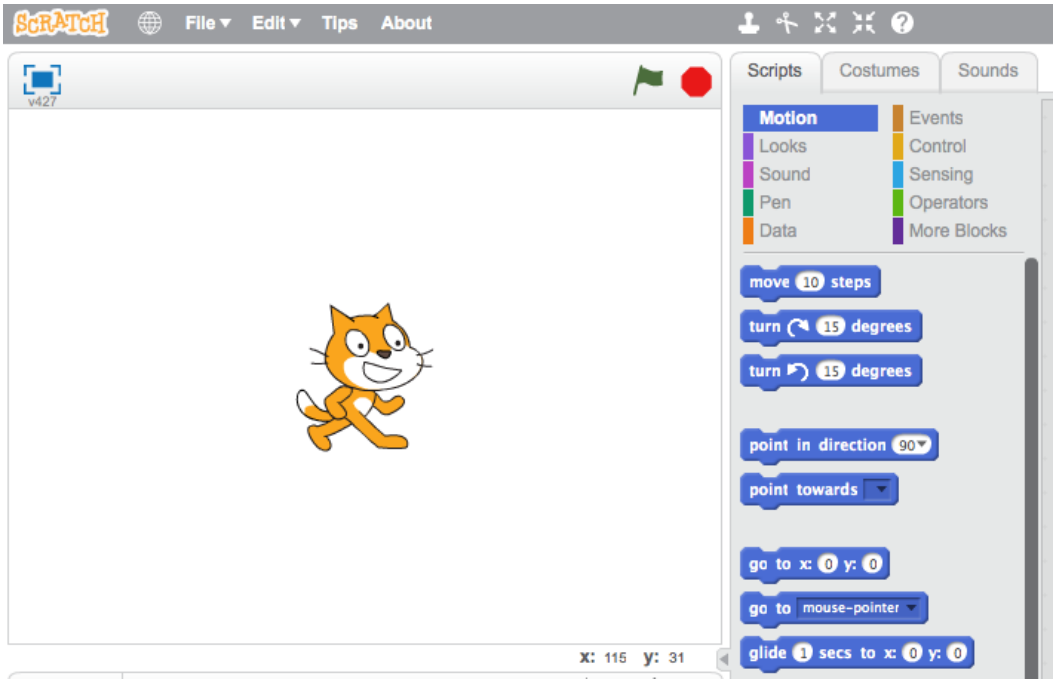 SCRATCH File Edit Tips About
v427
Scripts Costumes Sounds
Motion Events
Looks Control
Sound Sensing
Pen Operators
Data More Blocks
move 10 steps
turn 15 degrees
turn 15 degrees
point in direction 90
point towards
go to x: 0 y: 0
go to mouse-pointer
glide 1 secs to x: 0 y: 0
x: 115 y: 31